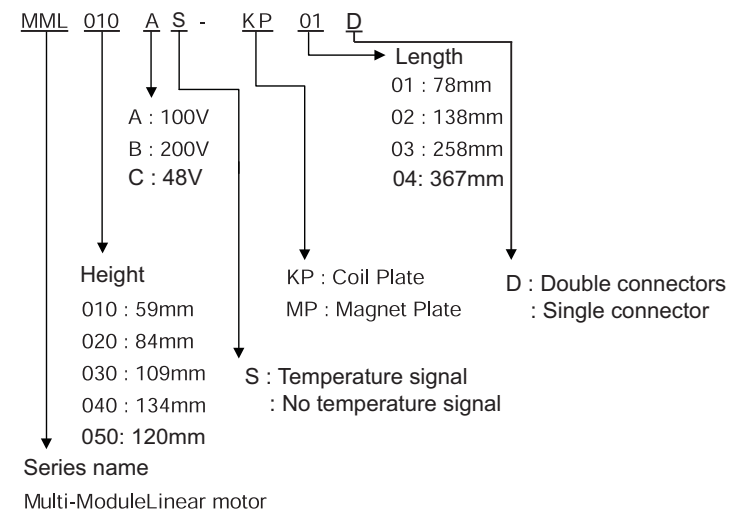 MML 010 A S - KP 01 D
Length
01 : 78mm
02 : 138mm
03 : 258mm
04: 367mm
A : 100V
B : 200V
C : 48V
Height
010 : 59mm
020 : 84mm
030 : 109mm
040 : 134mm
050: 120mm
KP : Coil Plate
MP : Magnet Plate
D : Double connectors
: Single connector
S : Temperature signal
: No temperature signal
Series name
Multi-ModuleLinear motor